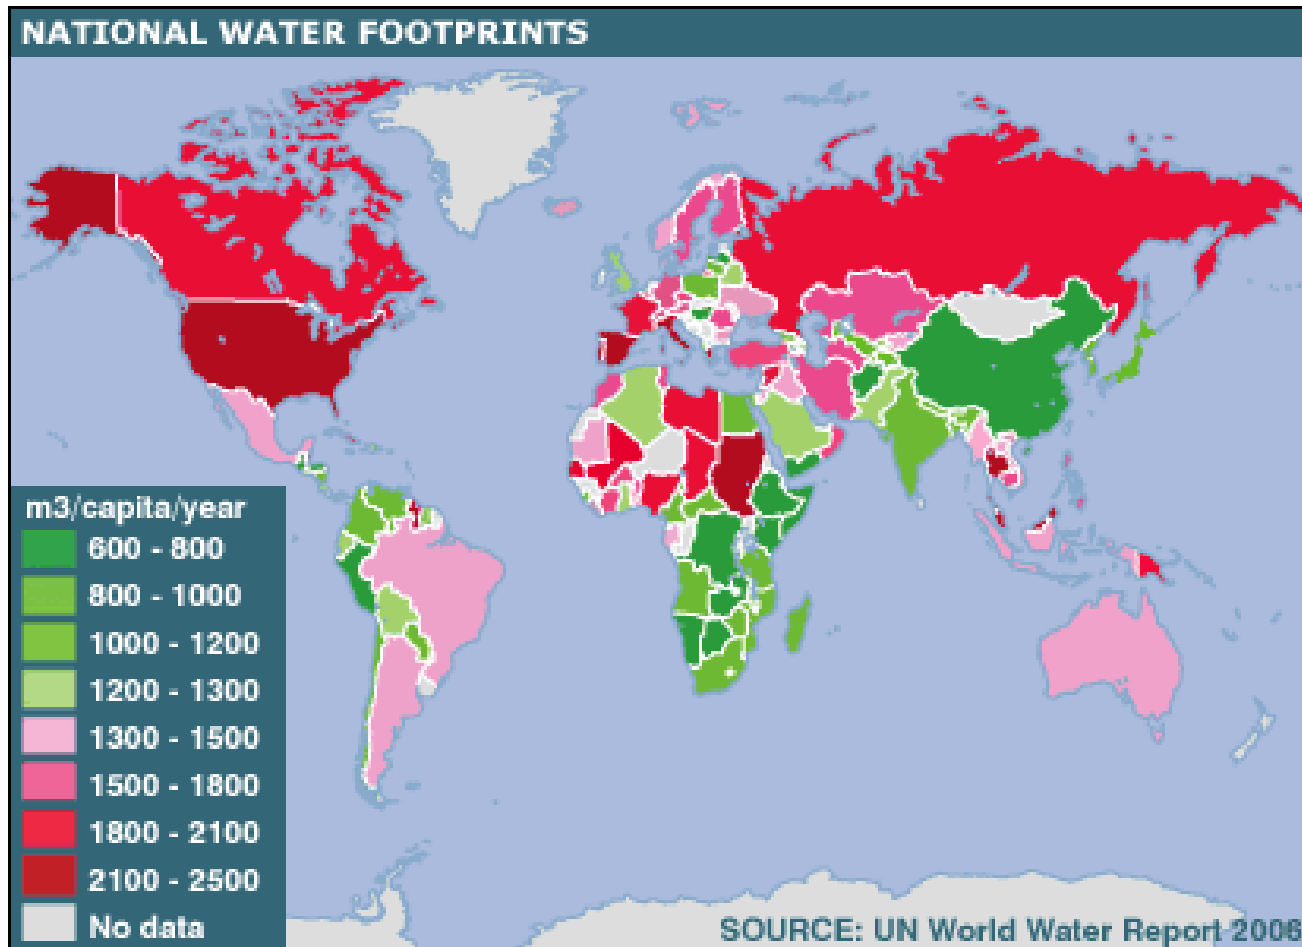 NATIONAL WATER FOOTPRINTS
m3/capita/year
600 - 800
800 - 1000
1000 - 1200
1200 - 1300
1300 - 1500
1500 - 1800
1800 - 2100
2100 - 2500
No data
SOURCE: UN World Water Report 2006